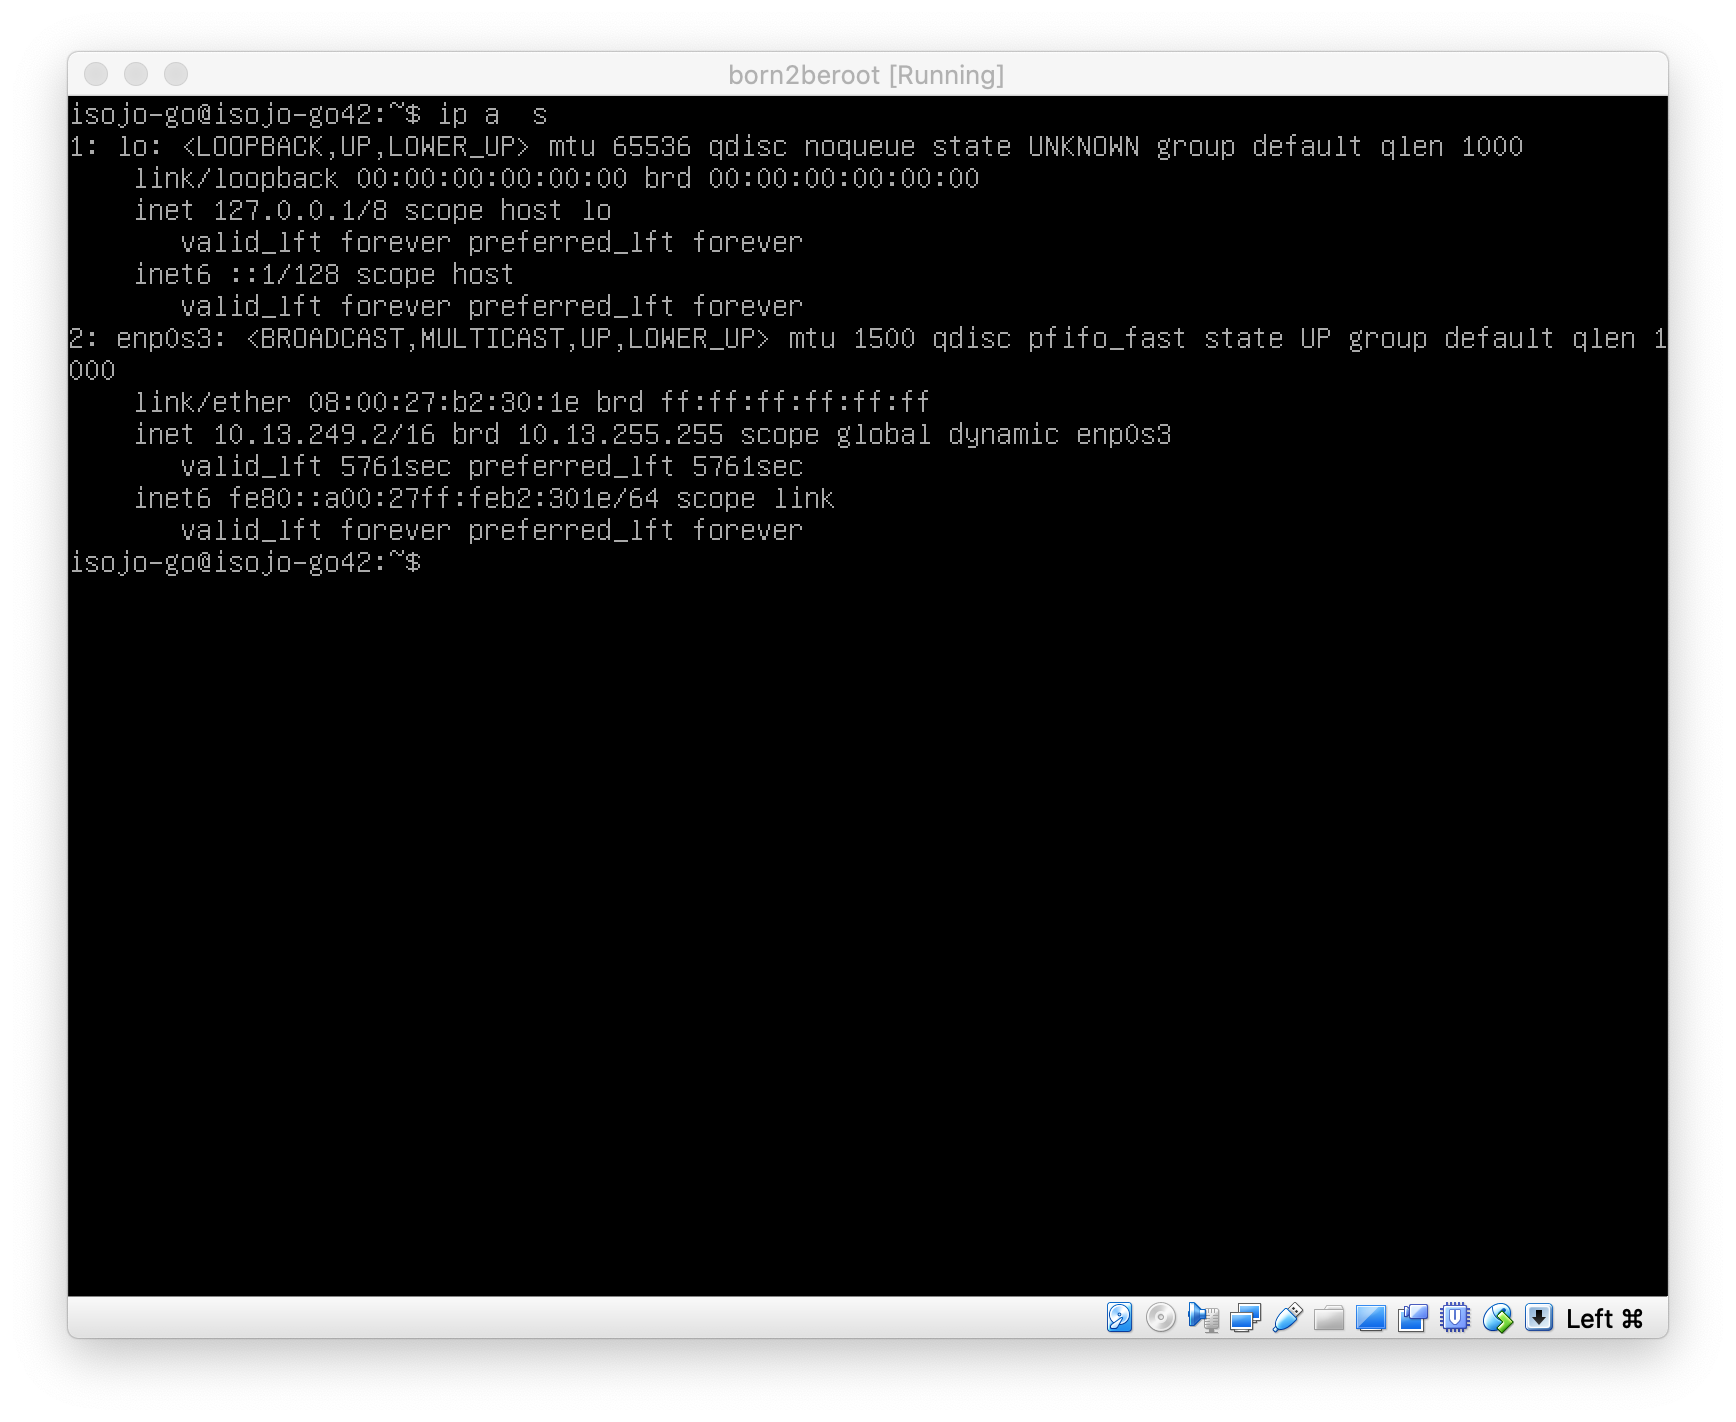 born2beroot [Running]
isojo-go@isojo-go42:~$ ip a  s
1: lo: <LOOPBACK,UP,LOWER_UP> mtu 65536 qdisc noqueue state UNKNOWN group default qlen 1000
    link/loopback 00:00:00:00:00:00 brd 00:00:00:00:00:00
    inet 127.0.0.1/8 scope host lo
       valid_lft forever preferred_lft forever
    inet6 ::1/128 scope host
       valid_lft forever preferred_lft forever
2: enp0s3: <BROADCAST,MULTICAST,UP,LOWER_UP> mtu 1500 qdisc pfifo_fast state UP group default qlen 1
000
    link/ether 08:00:27:b2:30:1e brd ff:ff:ff:ff:ff:ff
    inet 10.13.249.2/16 brd 10.13.255.255 scope global dynamic enp0s3
       valid_lft 5761sec preferred_lft 5761sec
    inet6 fe80::a00:27ff:feb2:301e/64 scope link
       valid_lft forever preferred_lft forever
isojo-go@isojo-go42:~$
Left ⌘